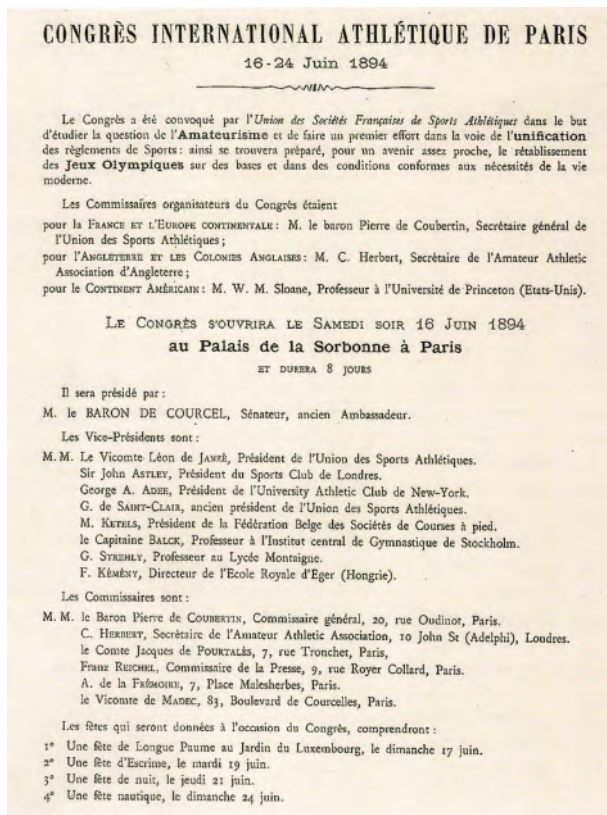 CONGRÈS INTERNATIONAL ATHLÉTIQUE DE PARIS
16-24 Juin 1894
Le Congrès a été convoqué par l'Union des Sociétés Françaises de Sports Athlétiques dans le but
d'étudier la question de l'Amateurisme et de faire un premier effort dans la voie de l'unification
des règlements de Sports: ainsi se trouvera préparé, pour un avenir assez proche, le rétablissement
des Jeux Olympiques sur des bases et dans des conditions conformes aux nécessités de la vie
moderne.
Les Commissaires organisateurs du Congrès étaient
pour la FRANCE ET L'EUROPE CONTINENTALE: M. le baron Pierre de Coubertin, Secrétaire général de
l'Union des Sports Athlétiques;
pour l'ANGLETERRE ET LES COLONIES ANGLAISES: M. C. Herbert, Secrétaire de l'Amateur Athletic
Association d'Angleterre;
pour le CONTINENT AMÉRICAIN: M. W. M. Sloane, Professeur à l'Université de Princeton (Etats-Unis).
LE CONGRÈS S'OUVRIRA LE SAMEDI SOIR 16 JUIN 1894
au Palais de la Sorbonne à Paris
ET DURERA 8 JOURS
Il sera présidé par:
M. le BARON DE COURCEL, Sénateur, ancien Ambassadeur.
Les Vice-Présidents sont:
M. M. Le Vicomte Léon de JANZÉ, Président de l'Union des Sports Athlétiques.
Sir John ASTLEY, Président du Sports Club de Londres.
George A. ADEE, Président de l'University Athletic Club de New-York.
G. de SAINT-CLAIR, ancien président de l'Union des Sports Athlétiques.
M. KETELS, Président de la Fédération Belge des Sociétés de Courses à pied.
le Capitaine BALCK, Professeur à l'Institut central de Gymnastique de Stockholm.
G. STREHLY, Professeur au Lycée Montaigne.
F. KÉMÉNY, Directeur de l'Ecole Royale d'Eger (Hongrie).
Les Commissaires sont:
M. M. le Baron Pierre de COUBERTIN, Commissaire général, 20, rue Oudinot, Paris.
C. HERBERT, Secrétaire de l'Amateur Athletic Association, 10 John St (Adelphi), Londres.
le Comte Jacques de POURTALÈS, 7, rue Tronchet, Paris,
Franz REICHEL, Commissaire de la Presse, 9, rue Royer Collard, Paris.
A. de la FRÉMOIRE, 7, Place Malesherbes, Paris.
le Vicomte de MADEC, 83, Boulevard de Courcelles, Paris.
Les fêtes qui seront données à l'occasion du Congrès, comprendront:
1° Une fête de Longue Paume au Jardin du Luxembourg, le dimanche 17 juin.
2° Une fête d'Escrime, le mardi 19 juin.
3° Une fête de nuit, le jeudi 21 juin.
4° Une fête nautique, le dimanche 24 juin.